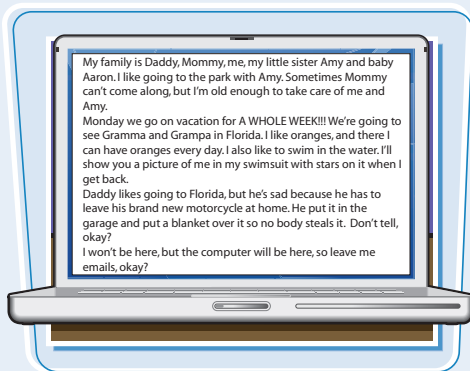 My family is Daddy, Mommy, me, my little sister Amy and baby
Aaron. I like going to the park with Amy. Sometimes Mommy
can't come along, but I'm old enough to take care of me and
Amy.
Monday we go on vacation for A WHOLE WEEK!!! We're going to
see Gramma and Grampa in Florida. I like oranges, and there I
can have oranges every day. I also like to swim in the water. I'll
show you a picture of me in my swimsuit with stars on it when I
get back.
Daddy likes going to Florida, but he's sad because he has to
leave his brand new motorcycle at home. He put it in the
garage and put a blanket over it so no body steals it.  Don't tell,
okay?
I won't be here, but the computer will be here, so leave me
emails, okay?